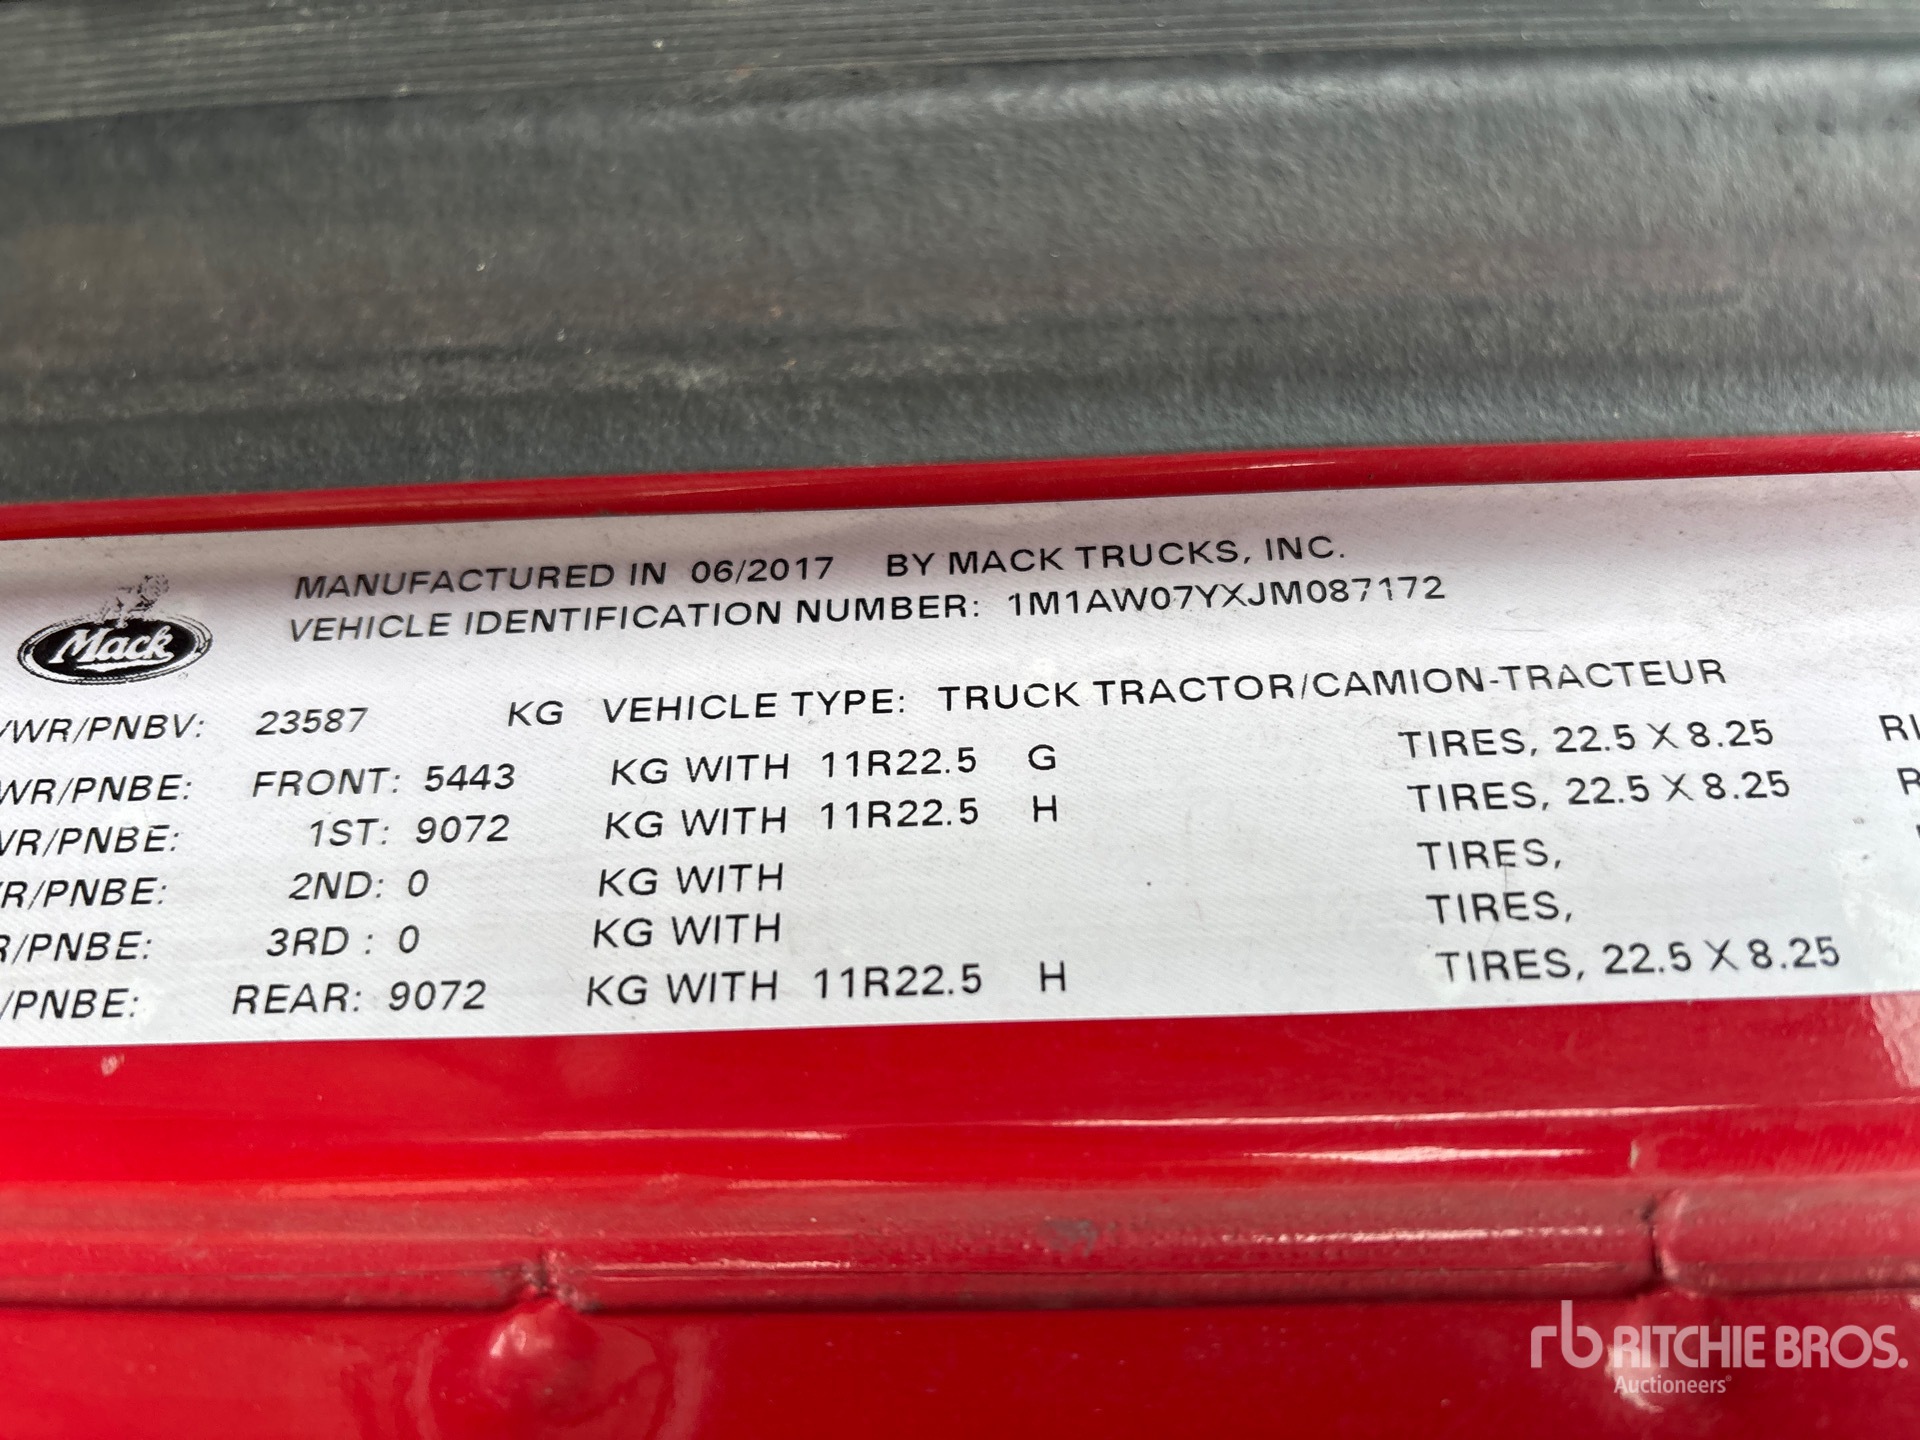 MANUFACTURED IN 06/2017 BY MACK TRUCKS, INC.
VEHICLE IDENTIFICATION NUMBER: 1M1AW07YXJM087172
Mack
/WR/PNBV: 23587 KG VEHICLE TYPE: TRUCK TRACTOR/CAMION-TRACTEUR
WR/PNBE: FRONT: 5443 KG WITH 11R22.5 G TIRES, 22.5 X 8.25 RI
VR/PNBE: 1ST: 9072 KG WITH 11R22.5 H TIRES, 22.5 X 8.25 R
R/PNBE: 2ND: 0 KG WITH TIRES,
R/PNBE: 3RD : 0 KG WITH TIRES,
/PNBE: REAR: 9072 KG WITH 11R22.5 H TIRES, 22.5 X 8.25
rb RITCHIE BROS.
Auctioneers